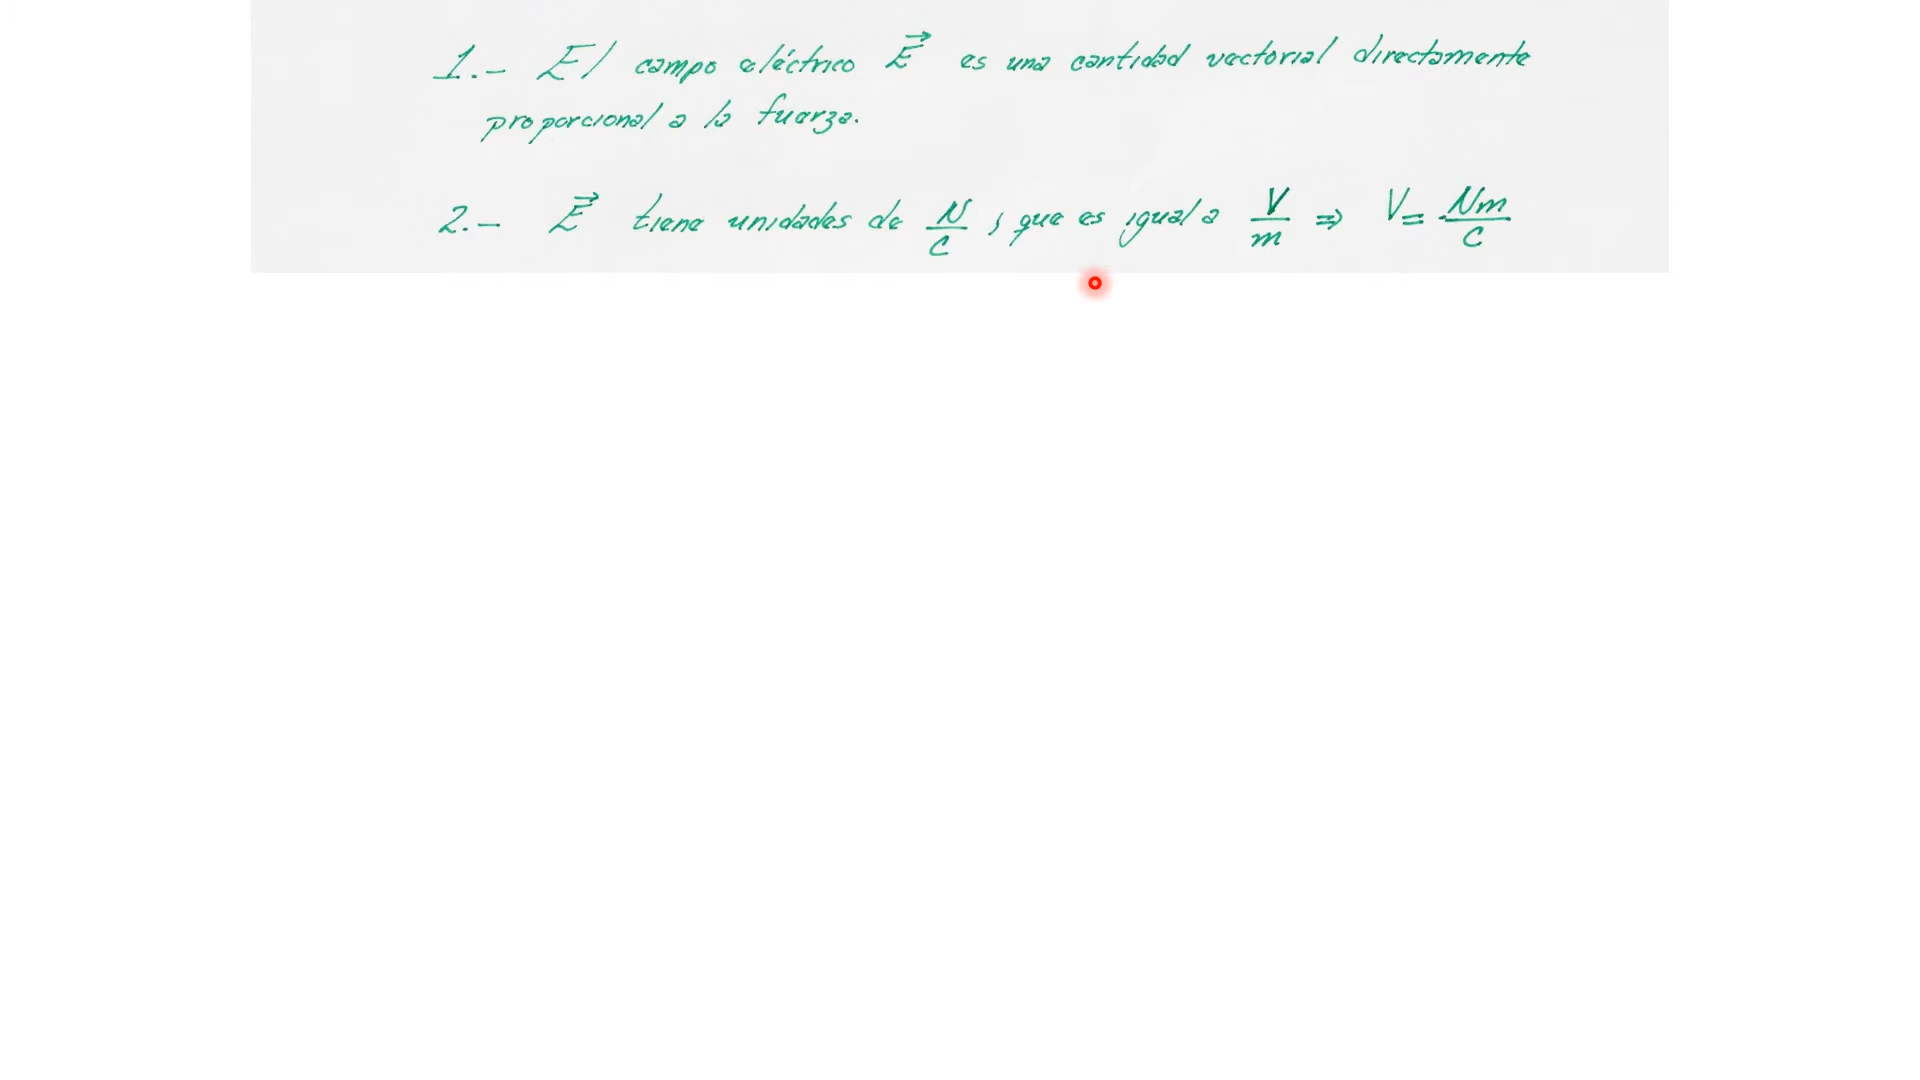 1.- El campo eléctrico E⃗ es una cantidad vectorial directamente
proporcional a la fuerza.
2.- E⃗ tiene unidades de N/C, que es igual a V/m ⇒ V = Nm/C